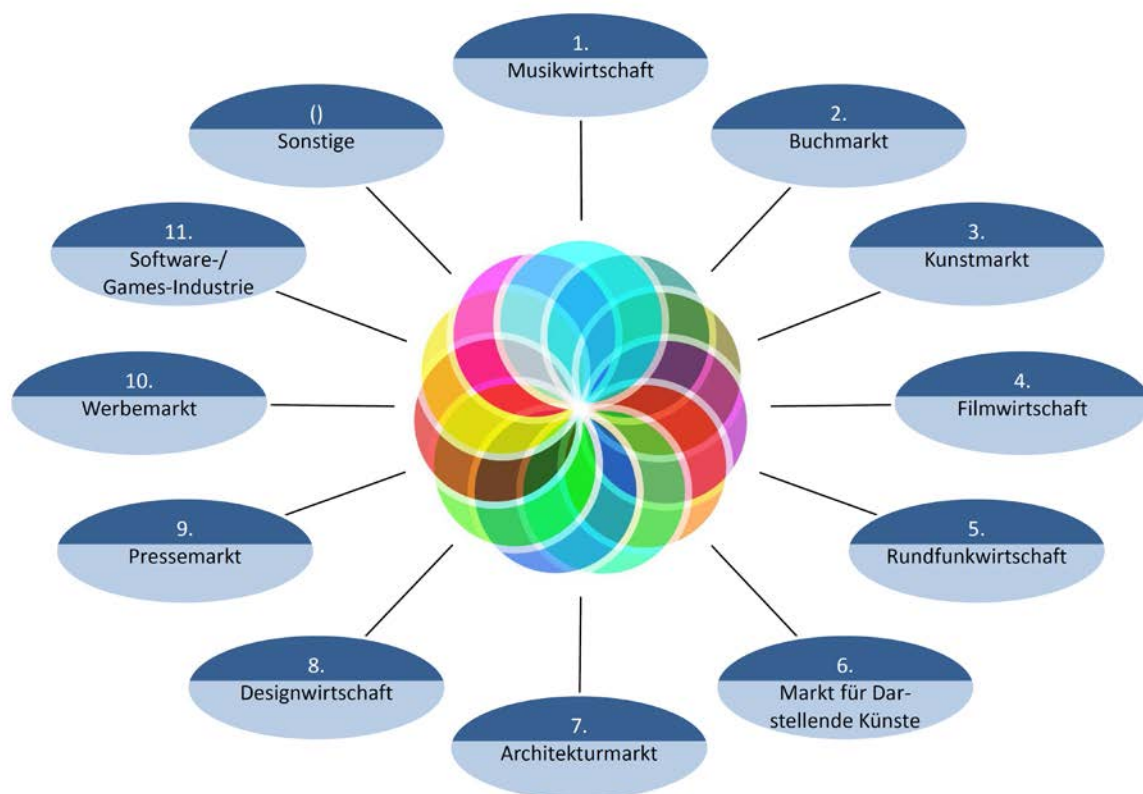 1.
Musikwirtschaft
2.
Buchmarkt
3.
Kunstmarkt
4.
Filmwirtschaft
5.
Rundfunkwirtschaft
6.
Markt für Dar-
stellende Künste
7.
Architekturmarkt
8.
Designwirtschaft
9.
Pressemarkt
10.
Werbemarkt
11.
Software-/
Games-Industrie
()
Sonstige